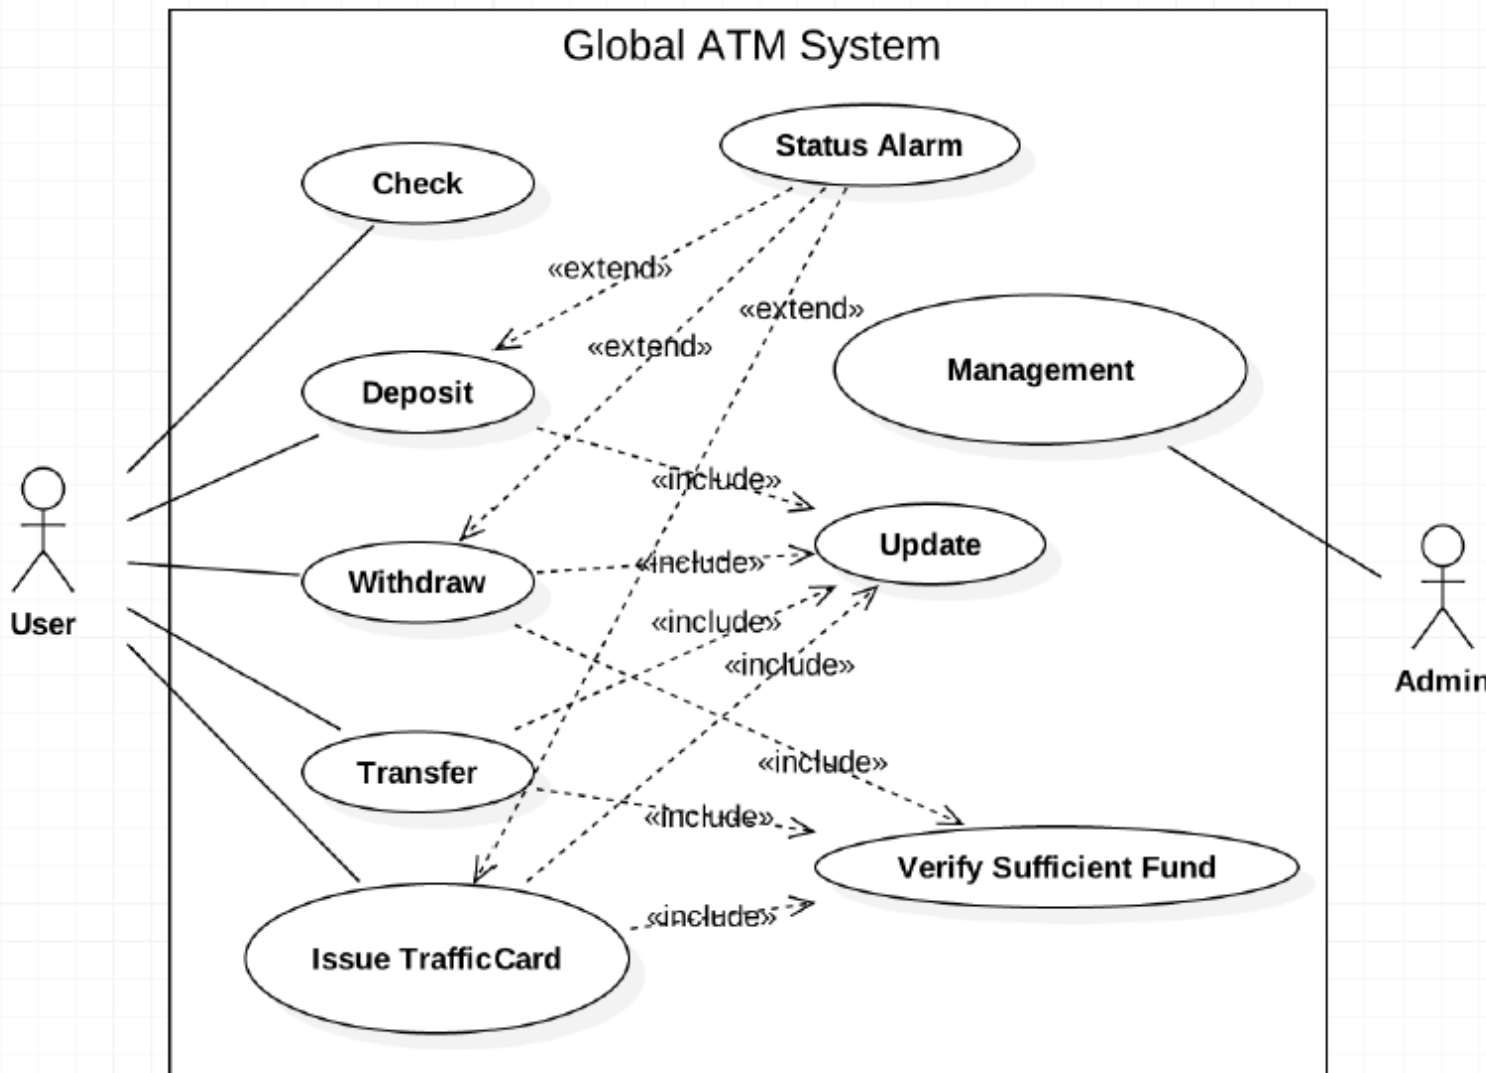 Global ATM System
Status Alarm
Check
«extend»
«extend»
«extend»
Management
Deposit
«include»
Update
«include»
Withdraw
«include»
User
«include»
Admin
«include»
Transfer
«include»
Verify Sufficient Fund
«include»
Issue TrafficCard